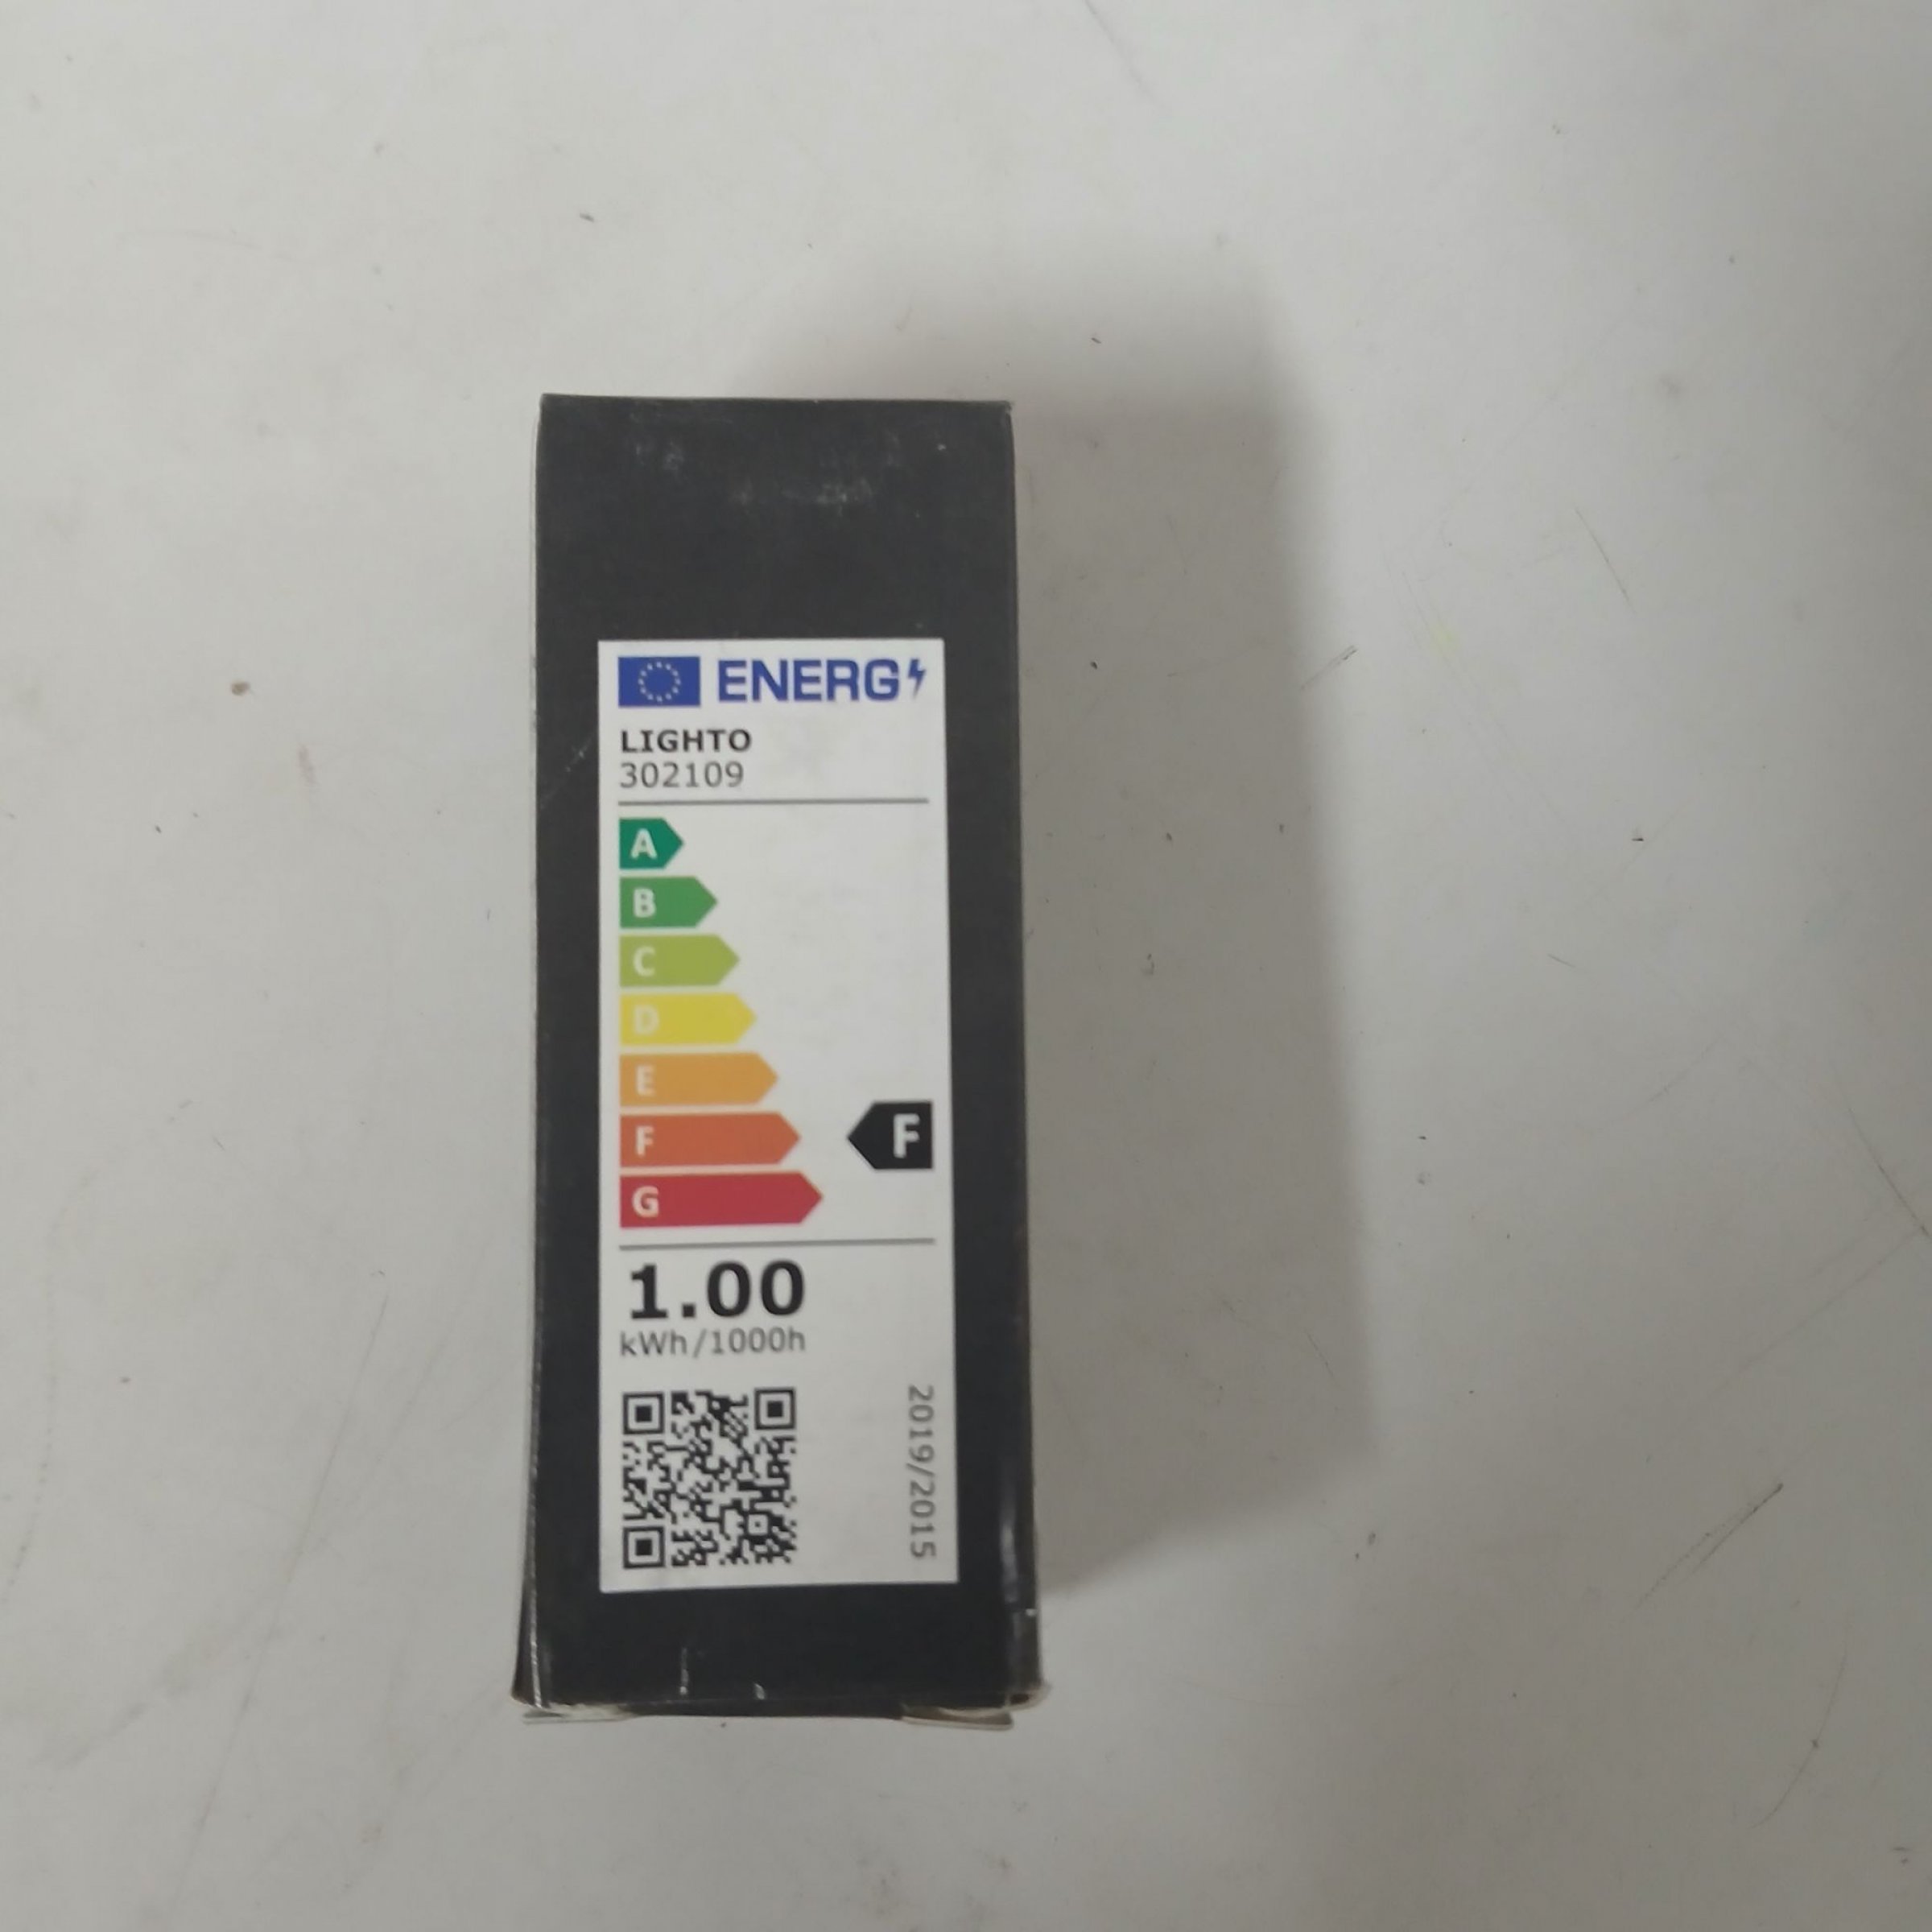 ENERG
LIGHTO
302109
A
B
C
D
E
F
F
G
1.00
kWh/1000h
2019/2015